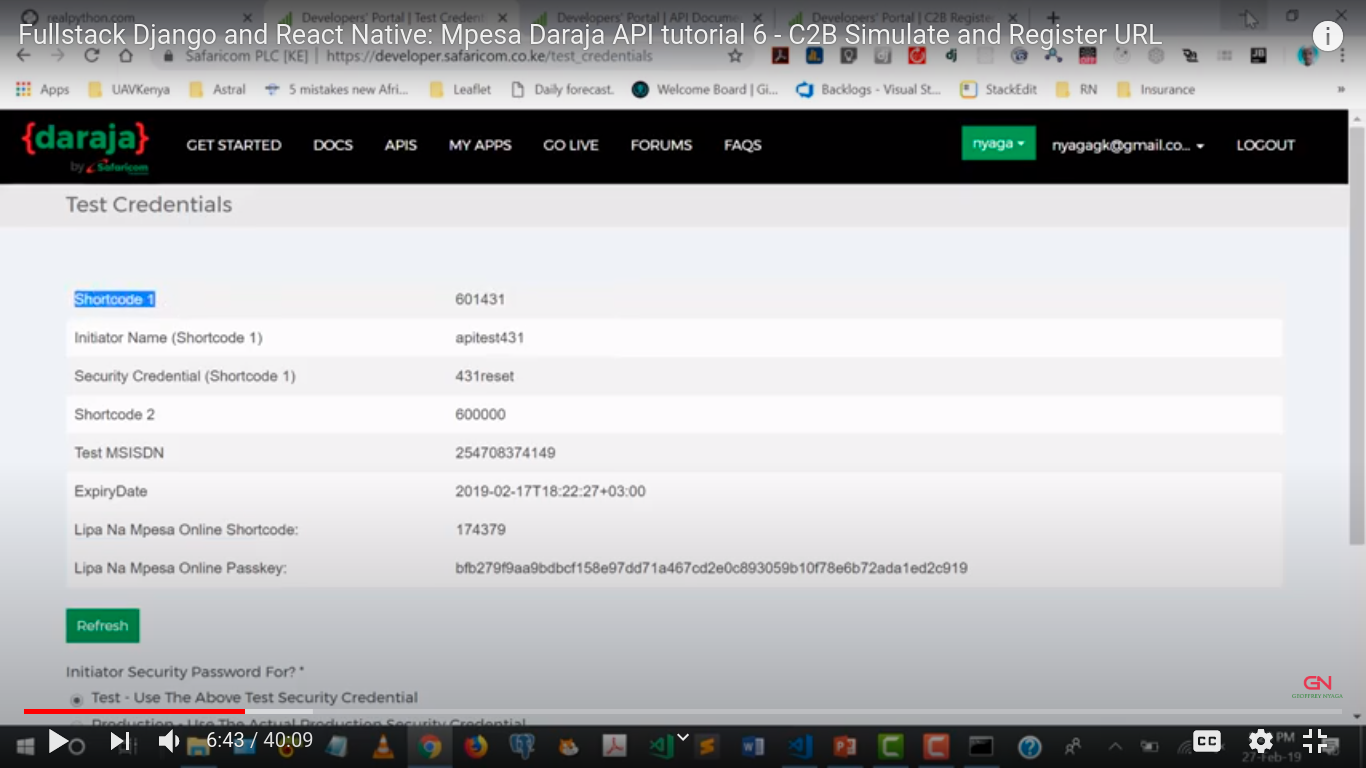 realpython.com
Developers' Portal | Test Credent
Developers' Portal | API Docume
Developers' Portal | C2B Register
Fullstack Django and React Native: Mpesa Daraja API tutorial 6 - C2B Simulate and Register URL
Safaricom PLC [KE] | https://developer.safaricom.co.ke/test_credentials
Apps UAVKenya Astral 5 mistakes new Afri... Leaflet Daily forecast. Welcome Board | Gi... Backlogs - Visual St... StackEdit RN Insurance »
{daraja}
by Safaricom
GET STARTED DOCS APIS MY APPS GO LIVE FORUMS FAQS nyaga nyagagk@gmail.co... LOGOUT
Test Credentials
Shortcode 1 601431
Initiator Name (Shortcode 1) apitest431
Security Credential (Shortcode 1) 431reset
Shortcode 2 600000
Test MSISDN 254708374149
ExpiryDate 2019-02-17T18:22:27+03:00
Lipa Na Mpesa Online Shortcode: 174379
Lipa Na Mpesa Online Passkey: bfb279f9aa9bdbcf158e97dd71a467cd2e0c893059b10f78e6b72ada1ed2c919
Refresh
Initiator Security Password For? *
Test - Use The Above Test Security Credential
Production - Use The Actual Production Security Credential
GN
GEOFFREY NYAGA
6:43 / 40:09
CC
PM
27-Feb-19